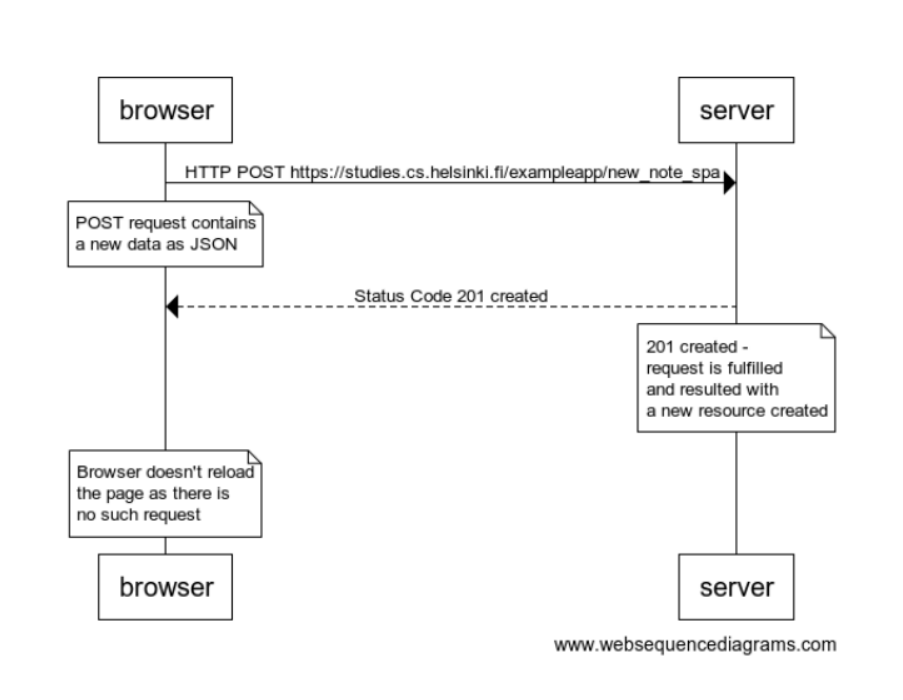 browser
server
HTTP POST https://studies.cs.helsinki.fi/exampleapp/new_note_spa
POST request contains
a new data as JSON
Status Code 201 created
201 created -
request is fulfilled
and resulted with
a new resource created
Browser doesn't reload
the page as there is
no such request
browser
server
www.websequencediagrams.com